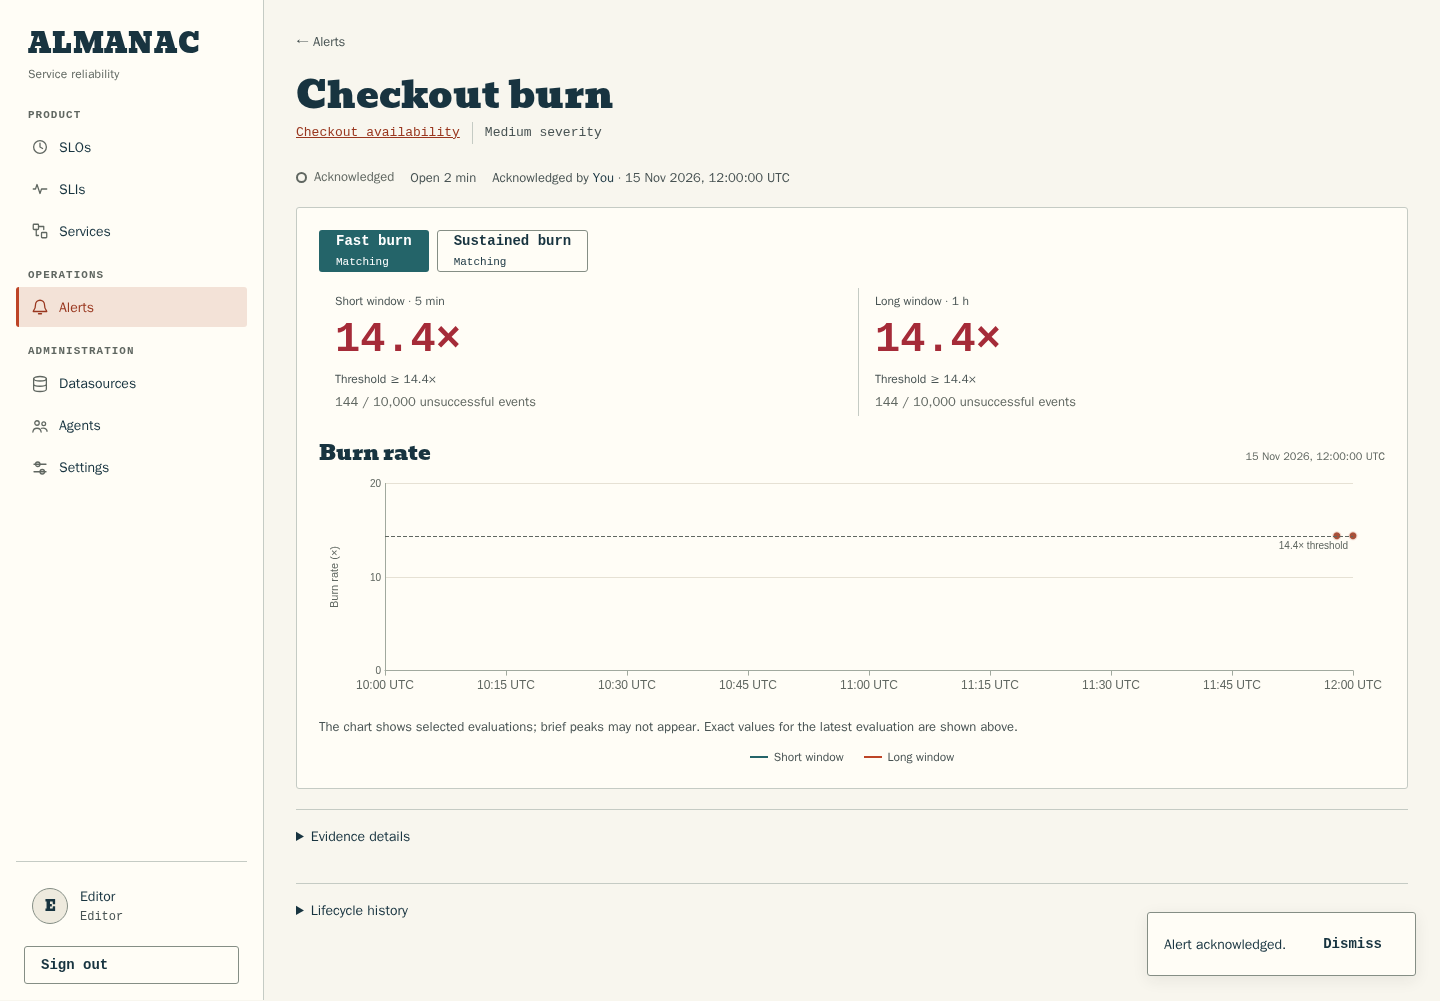 ALMANAC
Service reliability
PRODUCT
SLOs
SLIs
Services
OPERATIONS
Alerts
ADMINISTRATION
Datasources
Agents
Settings
E
Editor
Editor
Sign out
← Alerts
Checkout burn
Checkout availability
Medium severity
Acknowledged Open 2 min Acknowledged by You · 15 Nov 2026, 12:00:00 UTC
Fast burn
Matching
Sustained burn
Matching
Short window · 5 min
14.4×
Threshold ≥ 14.4×
144 / 10,000 unsuccessful events
Long window · 1 h
14.4×
Threshold ≥ 14.4×
144 / 10,000 unsuccessful events
Burn rate
15 Nov 2026, 12:00:00 UTC
Burn rate (×)
20
10
0
14.4× threshold
10:00 UTC 10:15 UTC 10:30 UTC 10:45 UTC 11:00 UTC 11:15 UTC 11:30 UTC 11:45 UTC 12:00 UTC
The chart shows selected evaluations; brief peaks may not appear. Exact values for the latest evaluation are shown above.
Short window Long window
Evidence details
Lifecycle history
Alert acknowledged. Dismiss